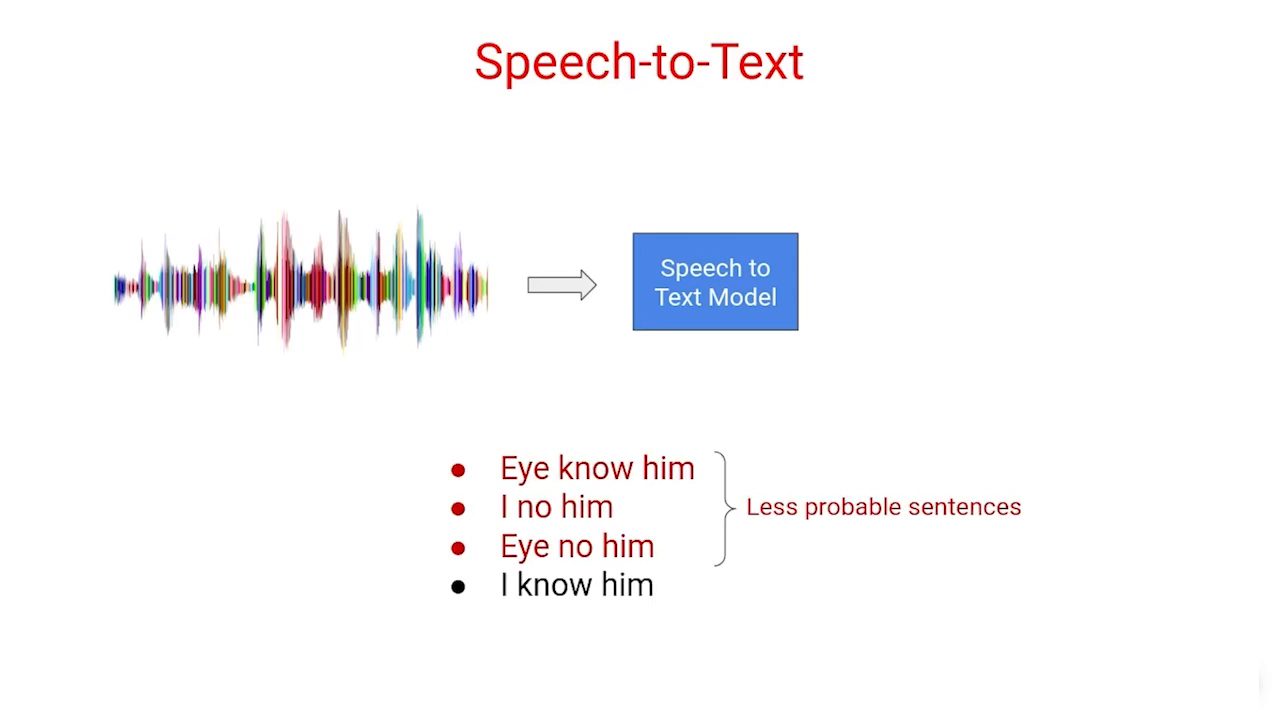 Speech-to-Text
Speech to
Text Model
● Eye know him
● I no him
Less probable sentences
● Eye no him
● I know him